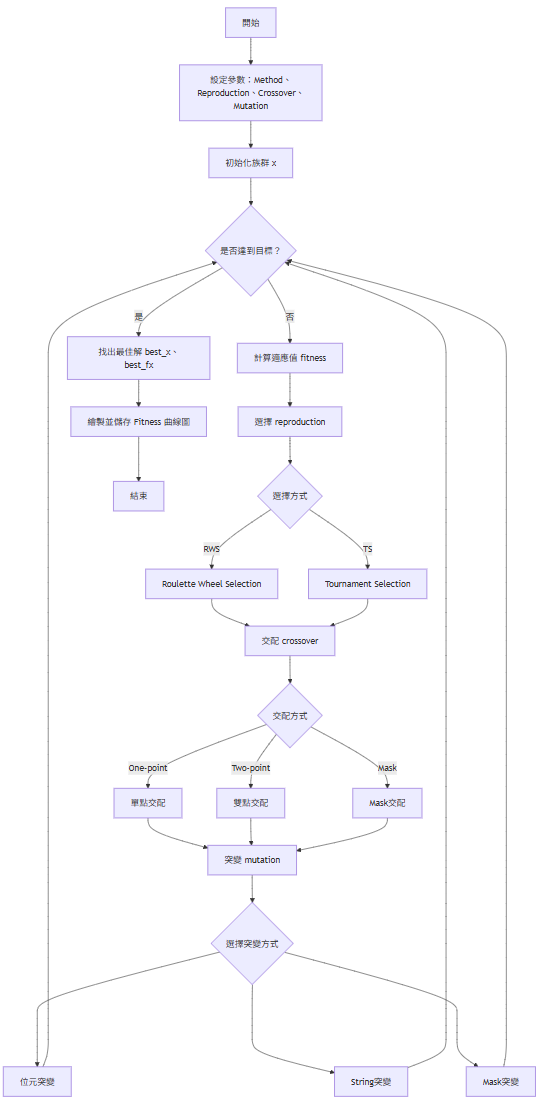 開始
設定參數：Method、
Reproduction、Crossover、
Mutation
初始化族群 x
是否達到目標？
是
否
找出最佳解 best_x、
best_fx
計算適應值 fitness
繪製並儲存 Fitness 曲線圖
選擇 reproduction
結束
選擇方式
RWS
TS
Roulette Wheel Selection
Tournament Selection
交配 crossover
交配方式
One-point
Two-point
Mask
單點交配
雙點交配
Mask交配
突變 mutation
選擇突變方式
位元突變
String突變
Mask突變